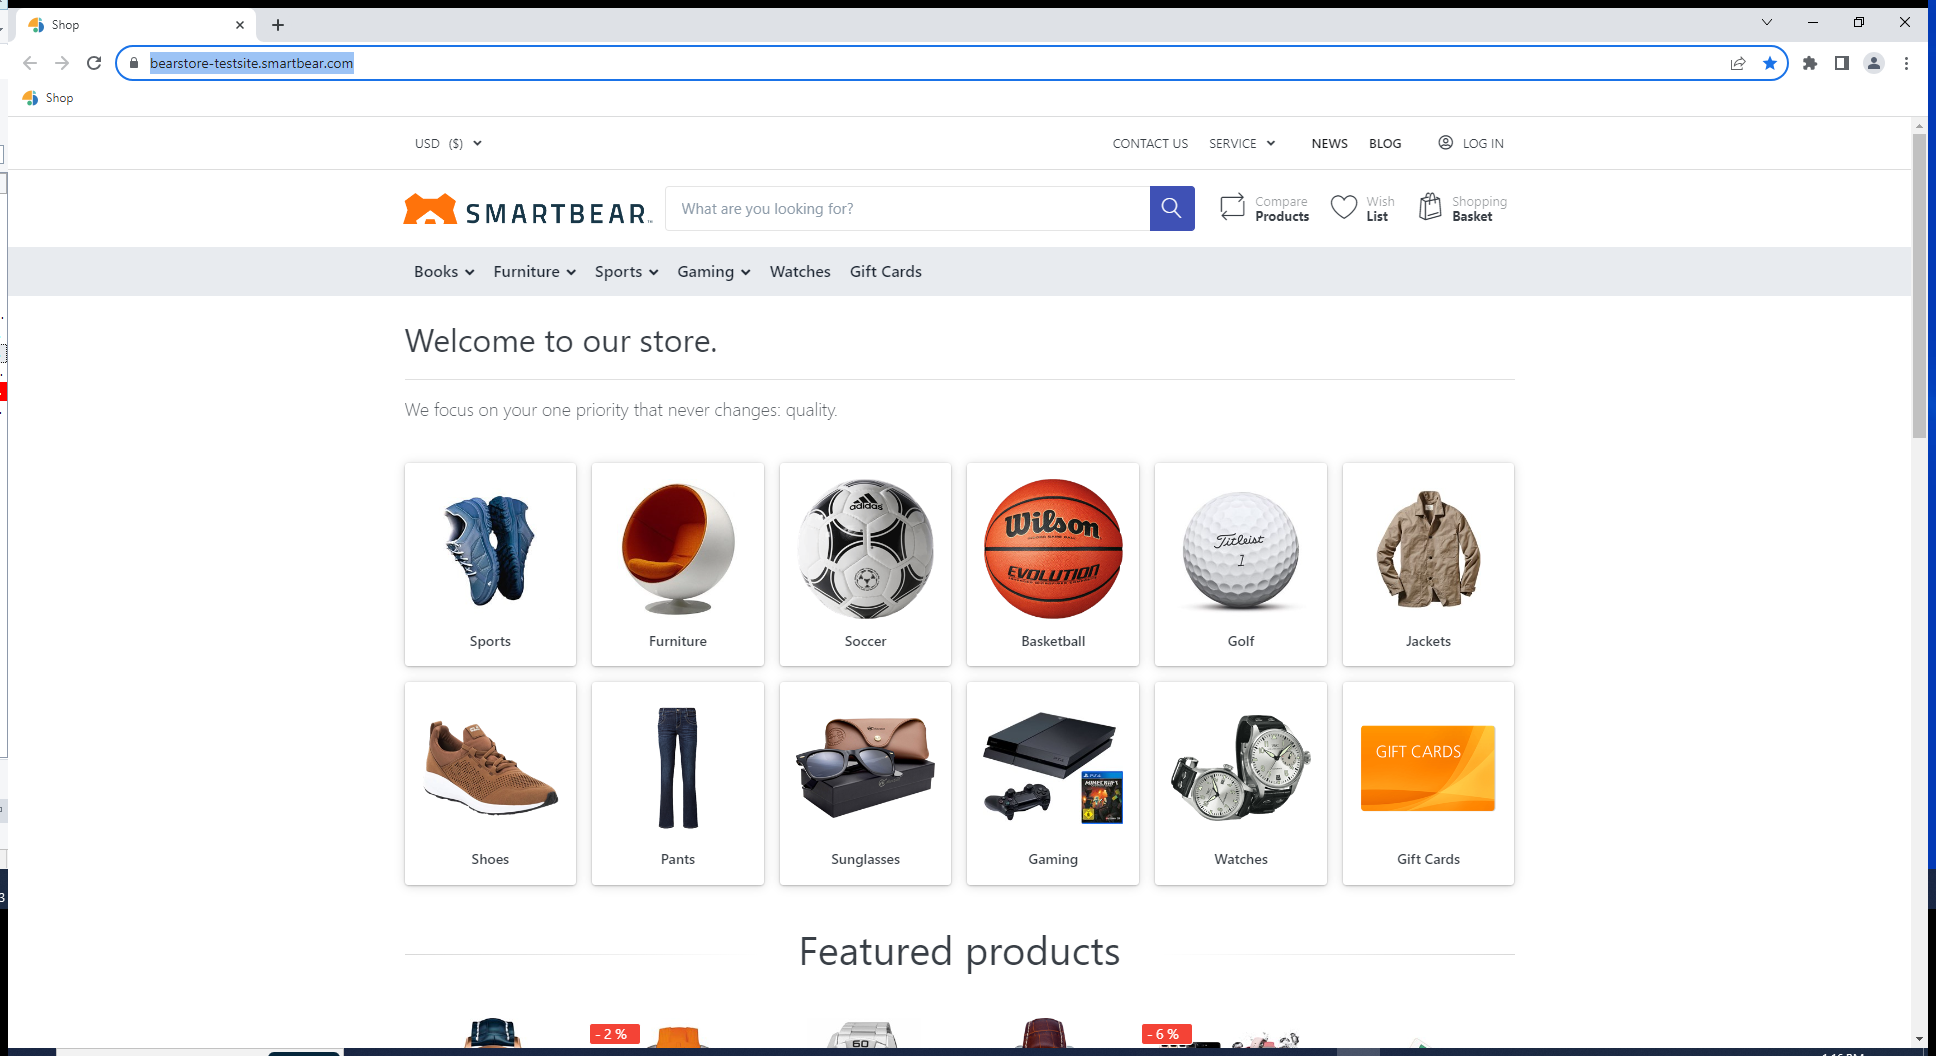 Shop
bearstore-testsite.smartbear.com
Shop
USD ($)
CONTACT US
SERVICE
NEWS
BLOG
LOG IN
SMARTBEAR
What are you looking for?
Compare
Products
Wish
List
Shopping
Basket
Books
Furniture
Sports
Gaming
Watches
Gift Cards
Welcome to our store.
We focus on your one priority that never changes: quality.
adidas
Wilson
EVOLUTION
Titleist
1
Sports
Furniture
Soccer
Basketball
Golf
Jackets
MINECRAFT
GIFT CARDS
Shoes
Pants
Sunglasses
Gaming
Watches
Gift Cards
Featured products
- 2 %
60
- 6 %